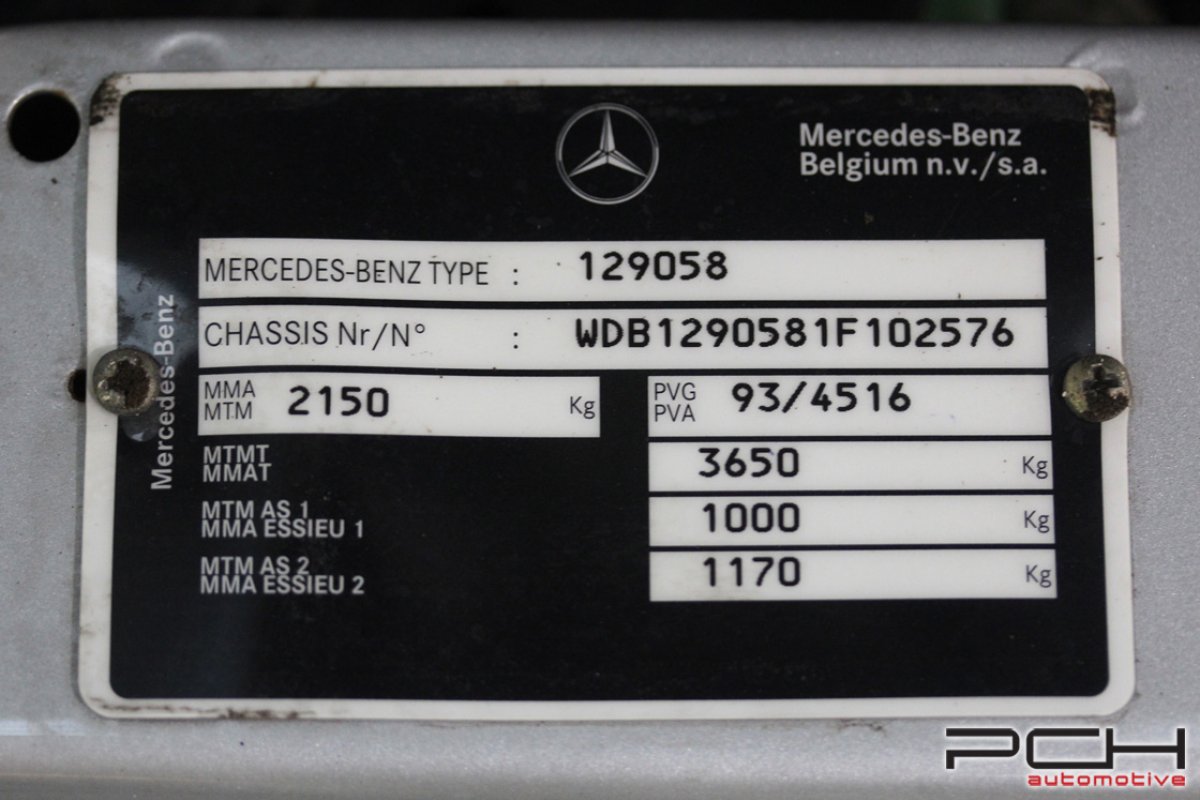 Mercedes-Benz
Belgium n.v./s.a.
MERCEDES-BENZ TYPE : 129058
CHASSIS Nr/N° : WDB1290581F102576
MMA
MTM 2150 Kg
PVG
PVA 93/4516
MTMT
MMAT 3650 Kg
MTM AS 1
MMA ESSIEU 1 1000 Kg
MTM AS 2
MMA ESSIEU 2 1170 Kg
Mercedes-Benz
PCH
automotive